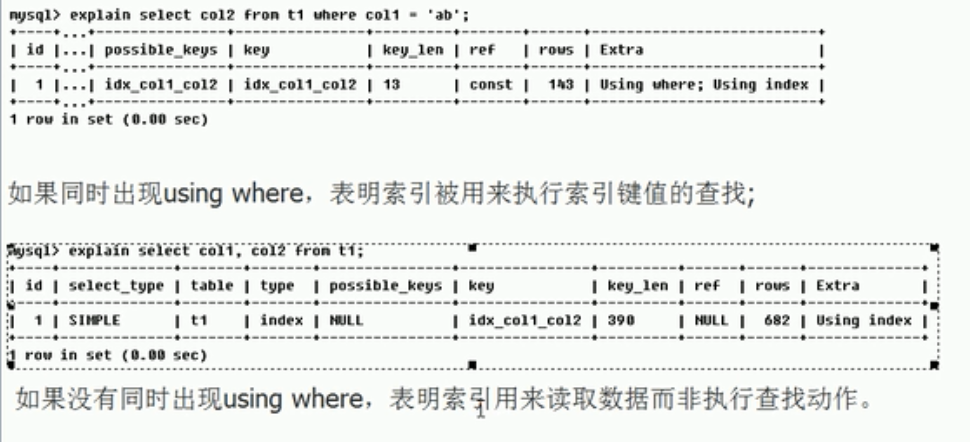 mysql> explain select col2 from t1 where col1 = 'ab';
+----+...+---------------+---------------+---------+-------+------+--------------------------+
| id |...| possible_keys | key | key_len | ref | rows | Extra |
+----+...+---------------+---------------+---------+-------+------+--------------------------+
| 1 |...| idx_col1_col2 | idx_col1_col2 | 13 | const | 143 | Using where; Using index |
+----+...+---------------+---------------+---------+-------+------+--------------------------+
1 row in set (0.00 sec)
如果同时出现using where，表明索引被用来执行索引键值的查找;
mysql> explain select col1, col2 from t1;
+----+-------------+-------+-------+---------------+---------------+---------+------+------+-------------+
| id | select_type | table | type | possible_keys | key | key_len | ref | rows | Extra |
+----+-------------+-------+-------+---------------+---------------+---------+------+------+-------------+
| 1 | SIMPLE | t1 | index | NULL | idx_col1_col2 | 390 | NULL | 682 | Using index |
+----+-------------+-------+-------+---------------+---------------+---------+------+------+-------------+
1 row in set (0.00 sec)
如果没有同时出现using where，表明索引用来读取数据而非执行查找动作。